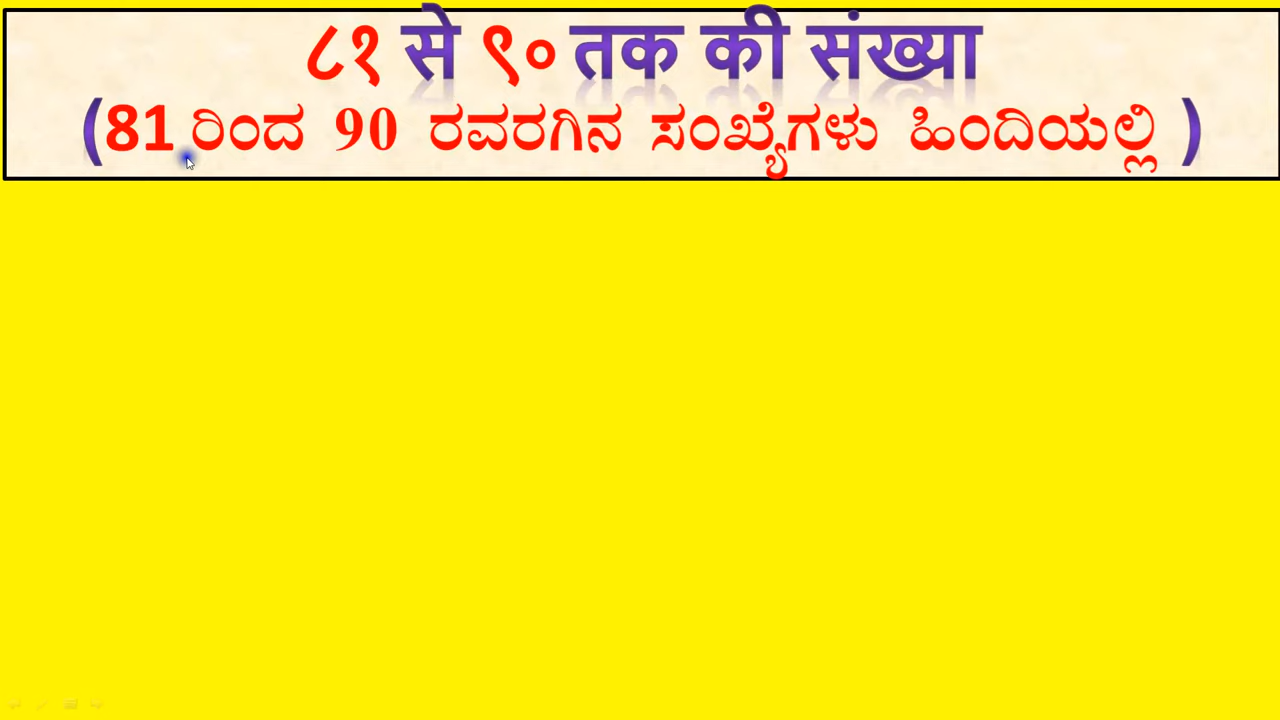 ८१ से ९० तक की संख्या
(81 ರಿಂದ 90 ರವರಗಿನ ಸಂಖ್ಯೆಗಳು ಹಿಂದಿಯಲ್ಲಿ )